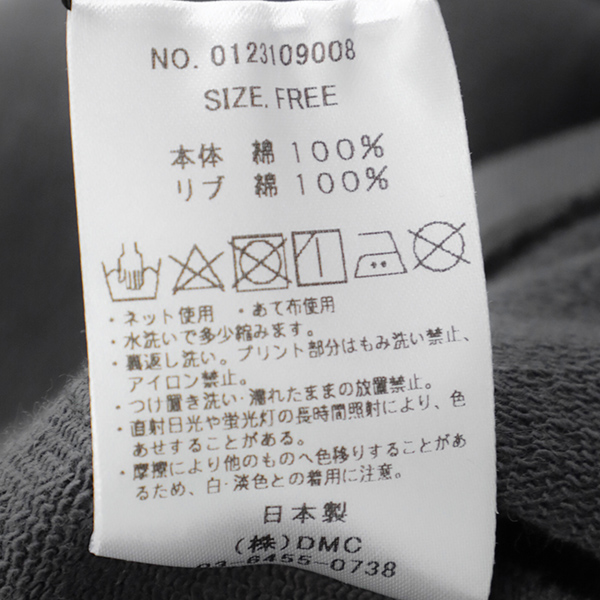 NO. 0123109008
SIZE.FREE
本体 綿 100%
リブ 綿 100%
・ネット使用 ・あて布使用
・水洗いで多少縮みます。
・裏返し洗い。プリント部分はもみ洗い禁止、
アイロン禁止。
・つけ置き洗い・濡れたままの放置禁止。
・直射日光や蛍光灯の長時間照射により、色
あせすることがある。
・摩擦により他のものへ色移りすることがあ
るため、白・淡色との着用に注意。
日本製
(株)DMC
03-6455-0738